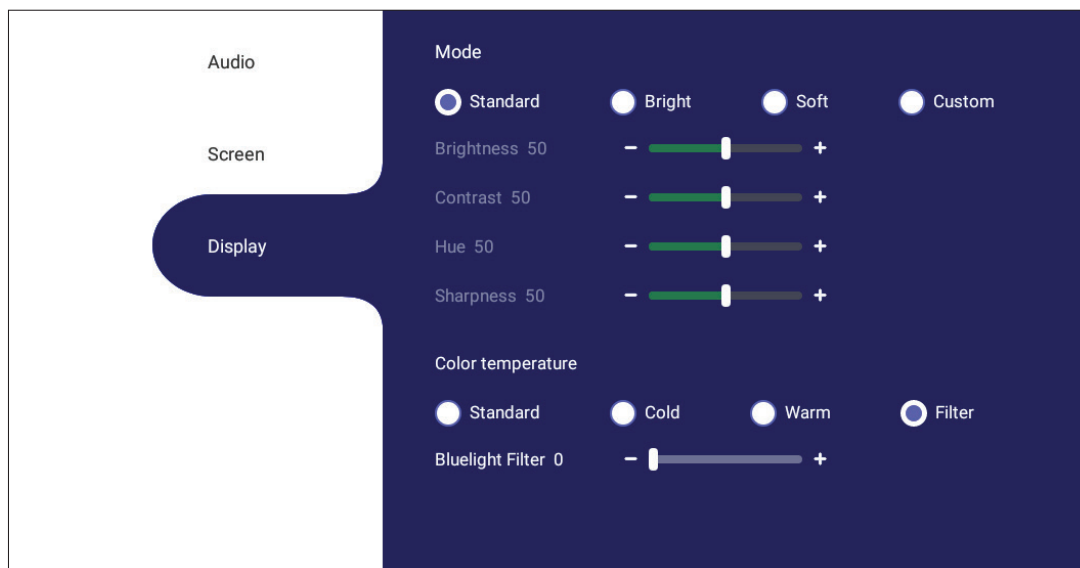 Audio
Screen
Display
Mode
Standard Bright Soft Custom
Brightness 50
Contrast 50
Hue 50
Sharpness 50
Color temperature
Standard Cold Warm Filter
Bluelight Filter 0